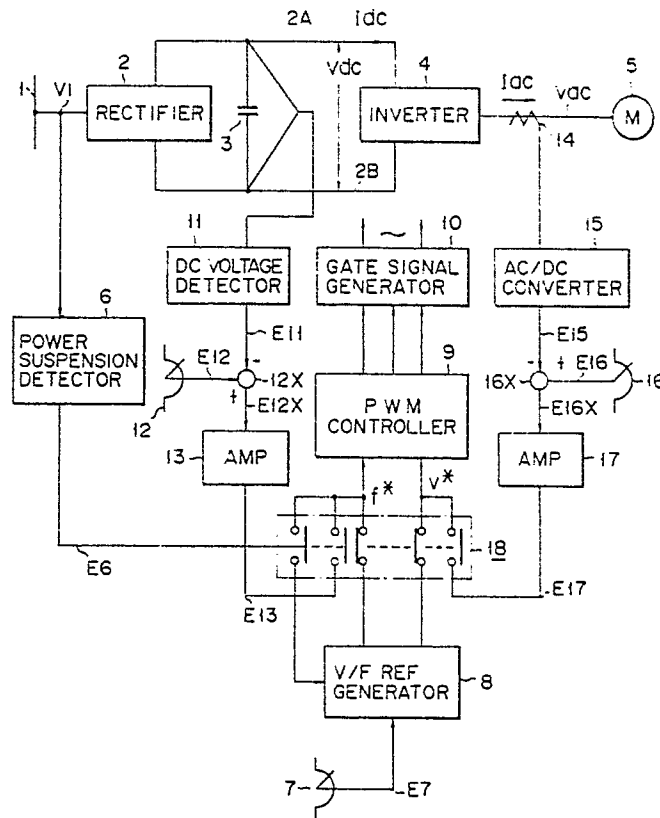 2A Idc
1 V1 2 Vdc 4 Iac 5
RECTIFIER INVERTER vac M
3 14
2B
11 10 15
DC VOLTAGE
DETECTOR
GATE SIGNAL
GENERATOR
AC/DC
CONVERTER
6
POWER
SUSPENSION
DETECTOR
E11 E15
9
E12 - 12X
12 + E12X
PWM
CONTROLLER
- + E16
16X 16
E16X
13 AMP AMP 17
f* v*
18
E6 E13 E17
V/F REF
GENERATOR
8
7 E7